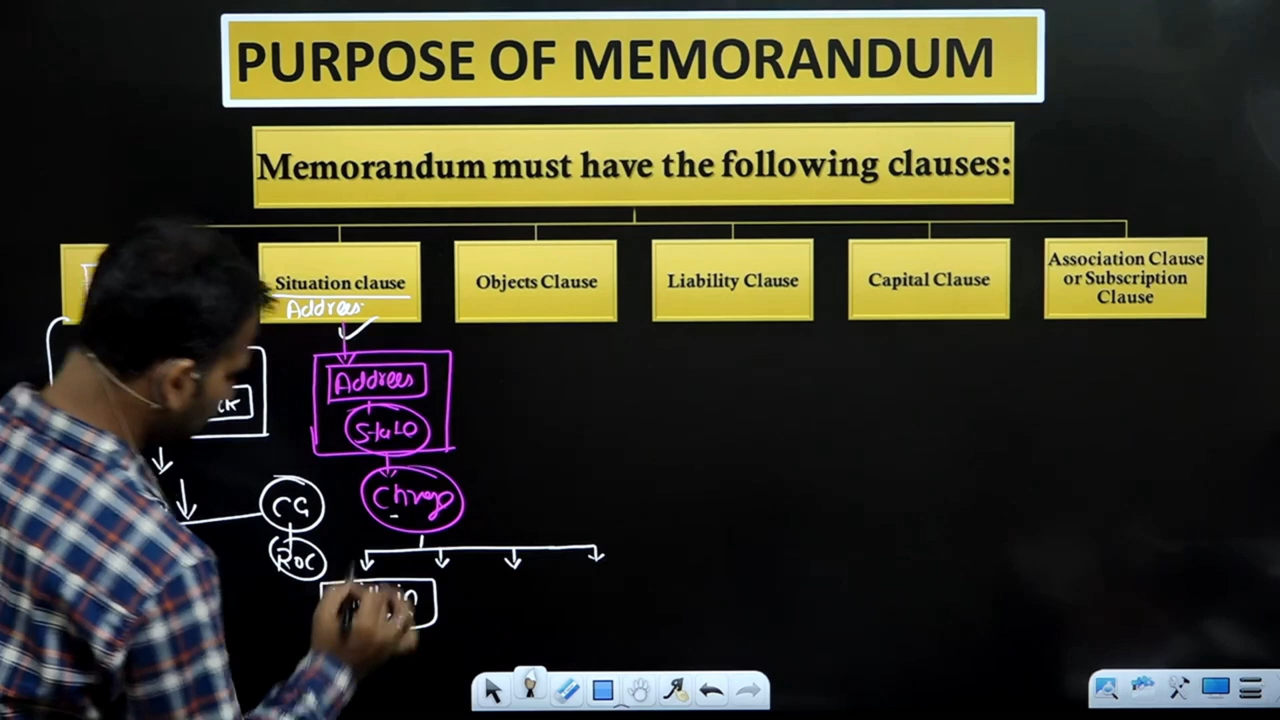 PURPOSE OF MEMORANDUM
Memorandum must have the following clauses:
Situation clause
Objects Clause
Liability Clause
Capital Clause
Association Clause
or Subscription
Clause
Address
Address
State
CG
ROC